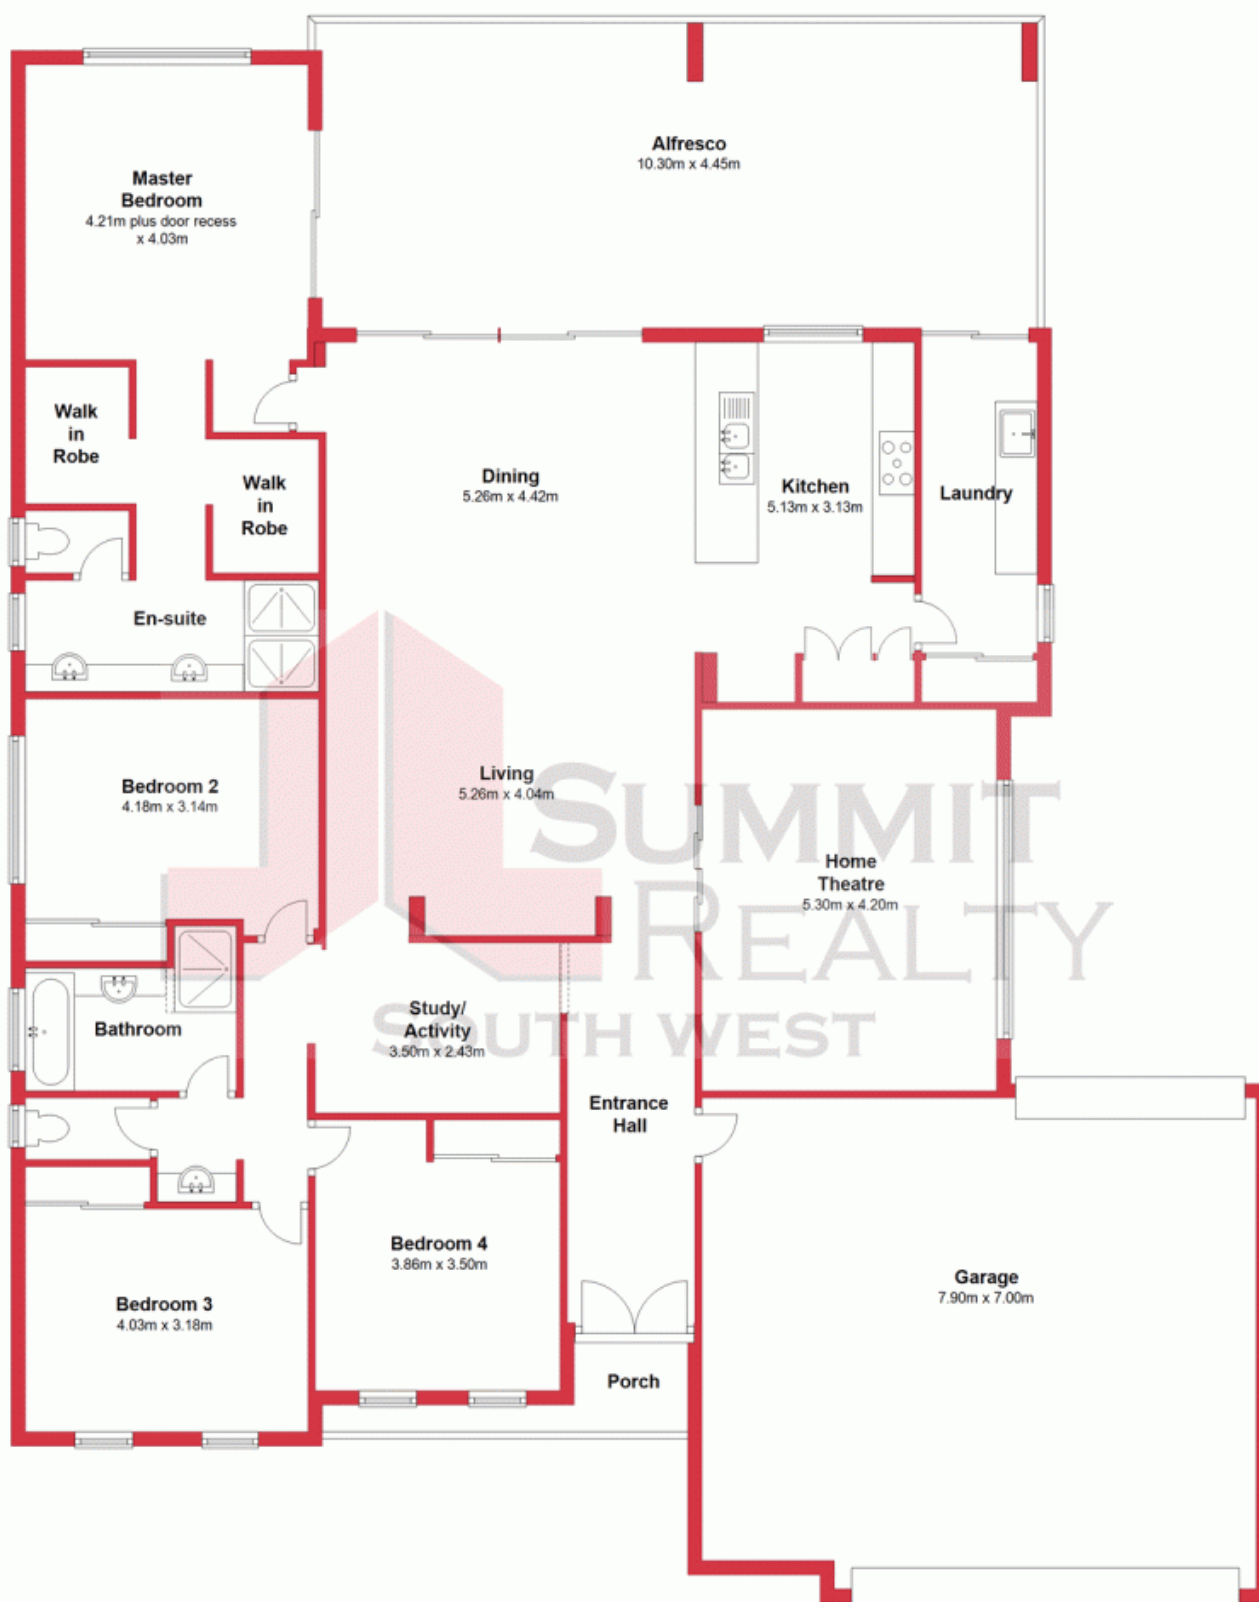 Alfresco
10.30m x 4.45m
Master
Bedroom
4.21m plus door recess
x 4.03m
Walk
in
Robe
Walk
in
Robe
Dining
5.26m x 4.42m
Kitchen
5.13m x 3.13m
Laundry
En-suite
Bedroom 2
4.18m x 3.14m
Living
5.26m x 4.04m
SUMMIT
REALTY
SOUTH WEST
Home
Theatre
5.30m x 4.20m
Study/
Activity
3.50m x 2.43m
Bathroom
Entrance
Hall
Bedroom 4
3.86m x 3.50m
Bedroom 3
4.03m x 3.18m
Garage
7.90m x 7.00m
Porch